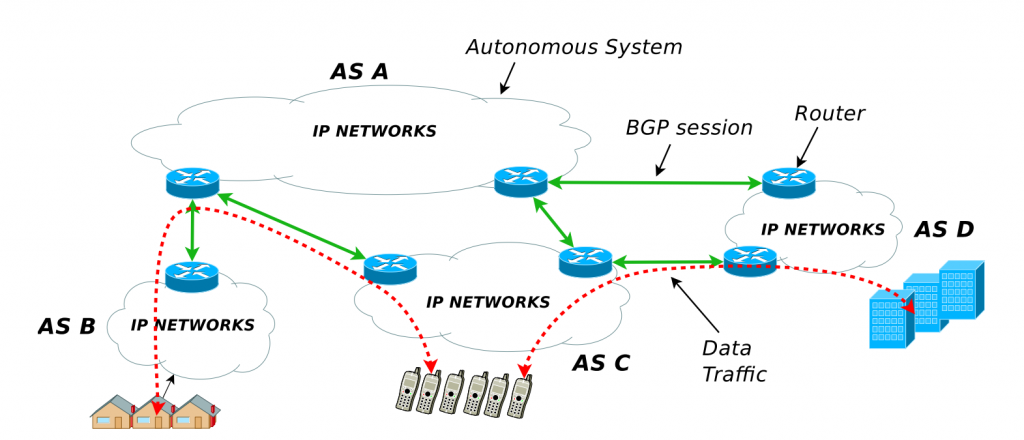 Autonomous System
AS A
IP NETWORKS
BGP session
Router
IP NETWORKS
AS D
IP NETWORKS
AS B
IP NETWORKS
AS C
Data
Traffic